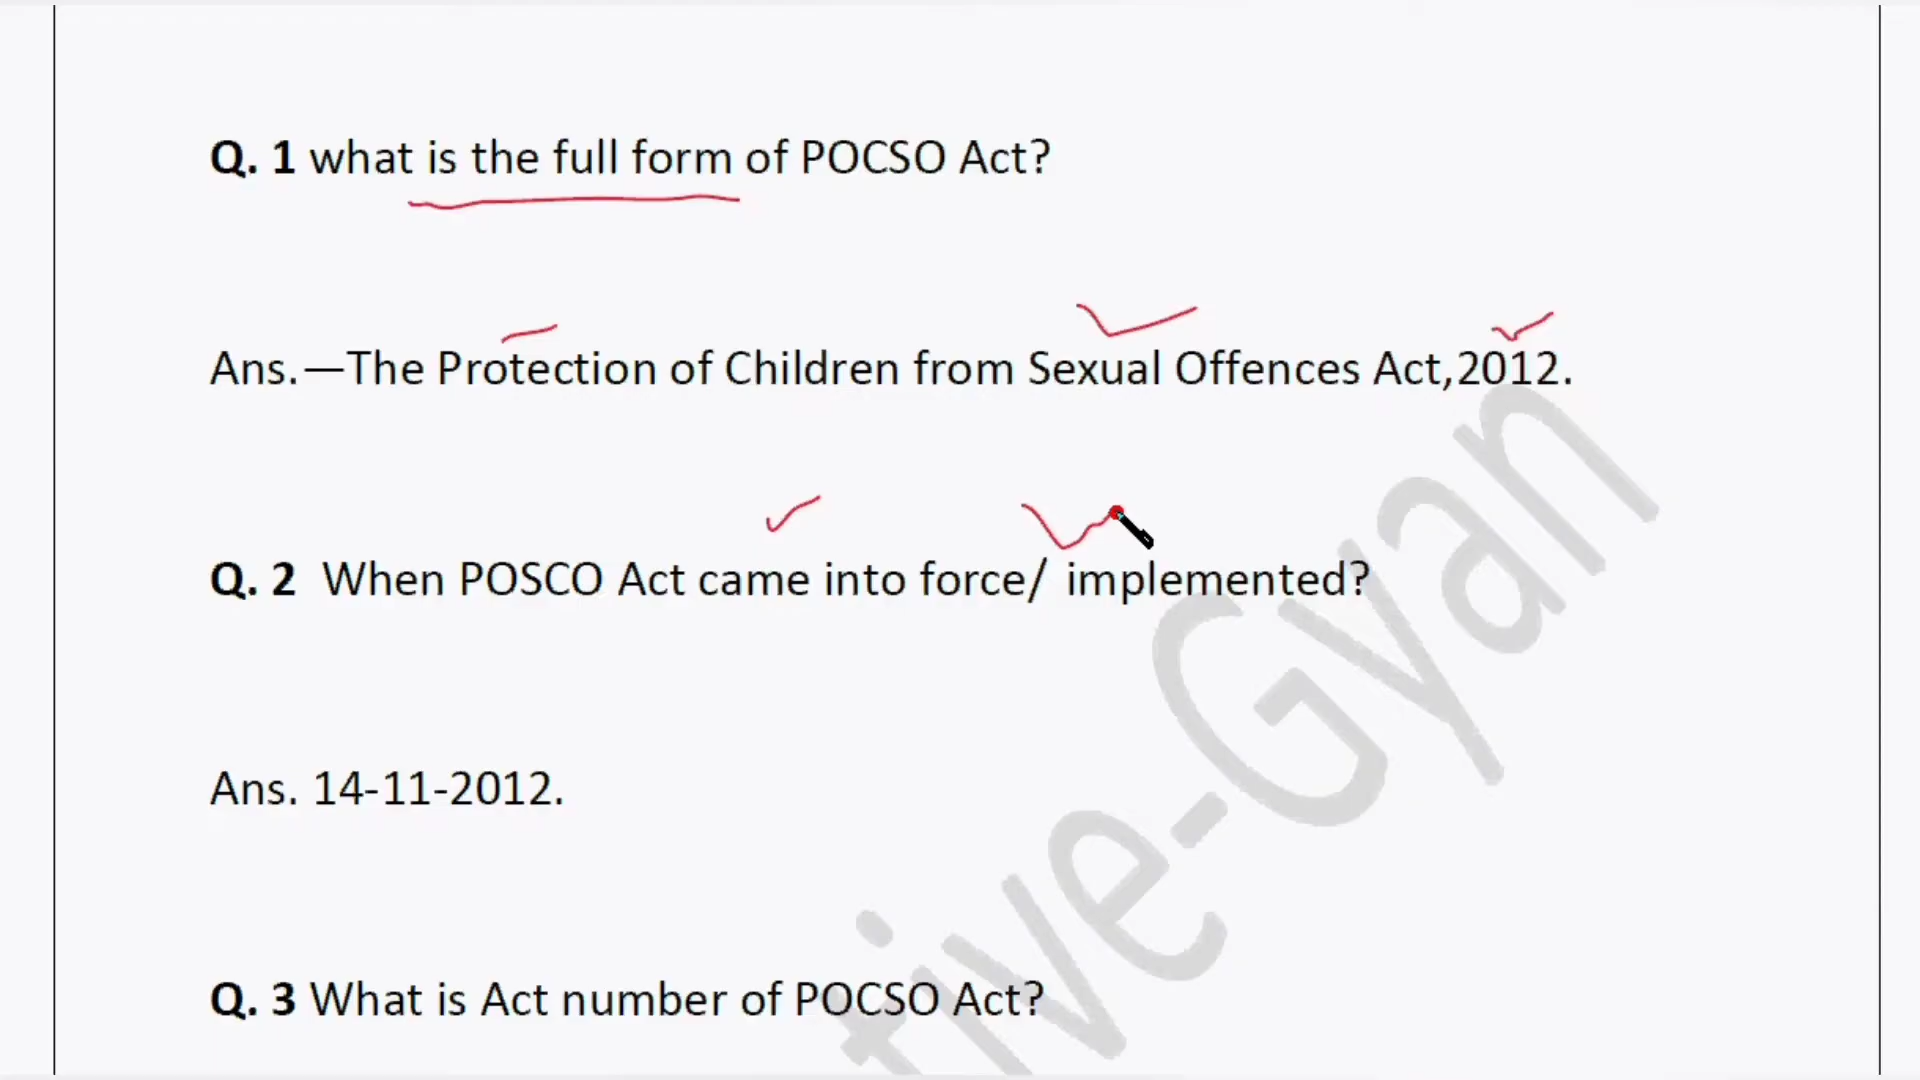 Q. 1 what is the full form of POCSO Act?
Ans.—The Protection of Children from Sexual Offences Act,2012.
Q. 2 When POSCO Act came into force/ implemented?
Ans. 14-11-2012.
Q. 3 What is Act number of POCSO Act?
tive-Gyan